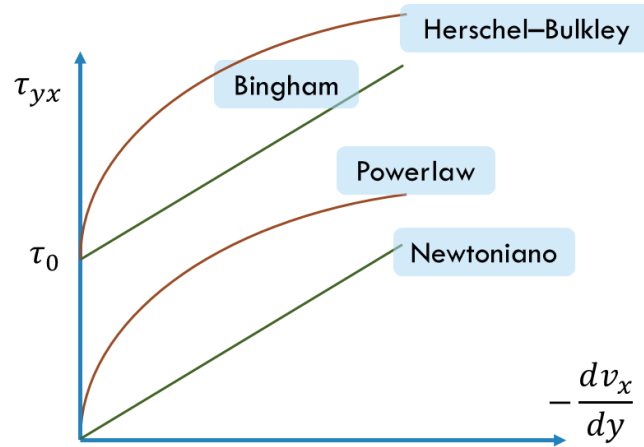 Herschel–Bulkley
τyx
Bingham
Powerlaw
τ0
Newtoniano
− dvx
dy